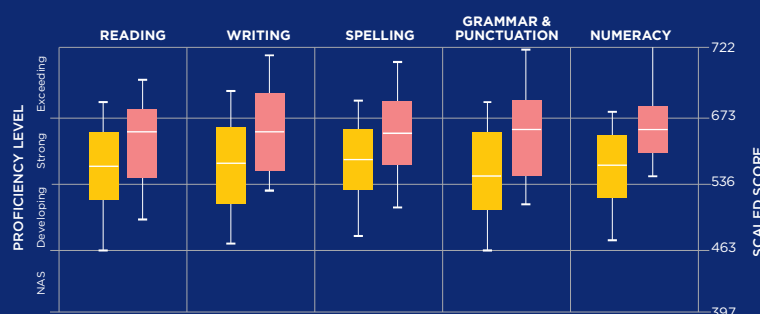 GRAMMAR &
READING WRITING SPELLING PUNCTUATION NUMERACY
PROFICIENCY LEVEL
Exceeding
Strong
Developing
NAS
722
673
536
463
397
SCALED SCORE